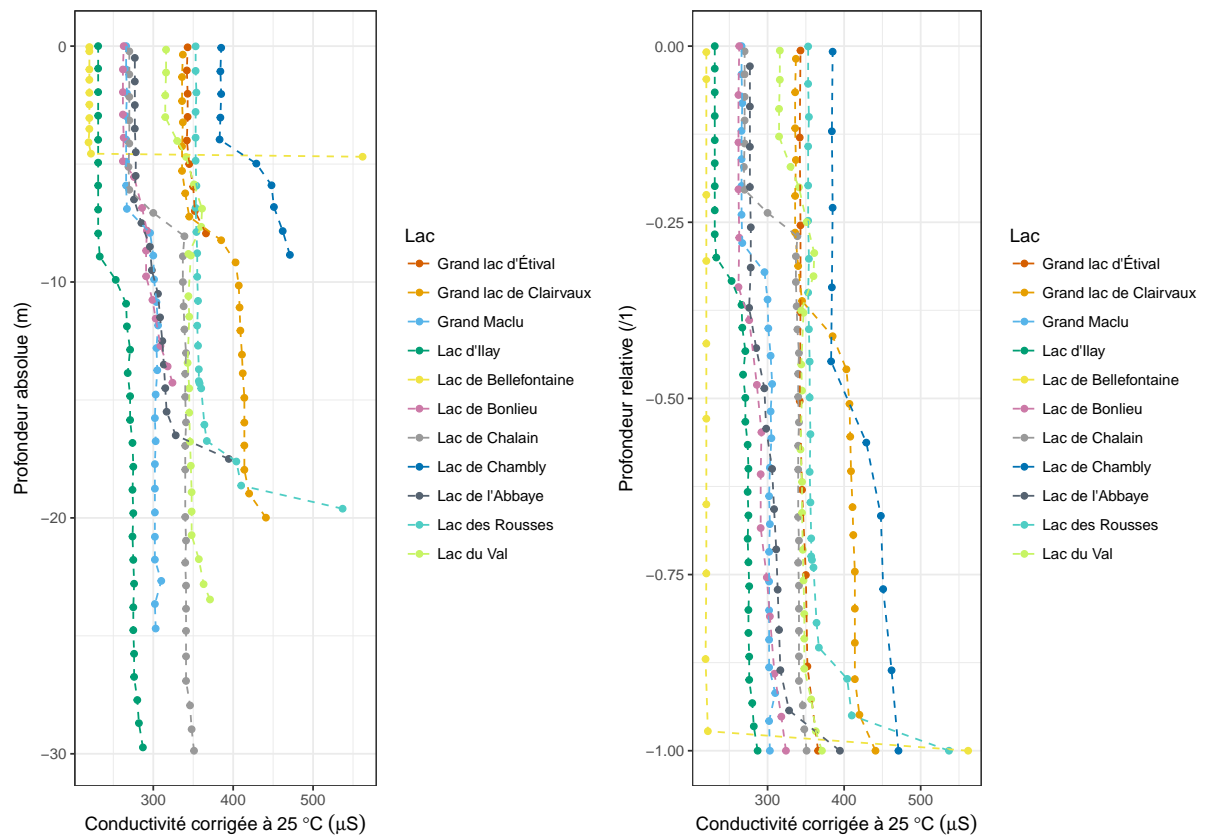 0
−10
−20
−30
Profondeur absolue (m)
300
400
500
Conductivité corrigée à 25 °C (μS)
Lac
Grand lac d'Étival
Grand lac de Clairvaux
Grand Maclu
Lac d'Ilay
Lac de Bellefontaine
Lac de Bonlieu
Lac de Chalain
Lac de Chambly
Lac de l'Abbaye
Lac des Rousses
Lac du Val
0.00
−0.25
−0.50
−0.75
−1.00
Profondeur relative (/1)
300
400
500
Conductivité corrigée à 25 °C (μS)
Lac
Grand lac d'Étival
Grand lac de Clairvaux
Grand Maclu
Lac d'Ilay
Lac de Bellefontaine
Lac de Bonlieu
Lac de Chalain
Lac de Chambly
Lac de l'Abbaye
Lac des Rousses
Lac du Val